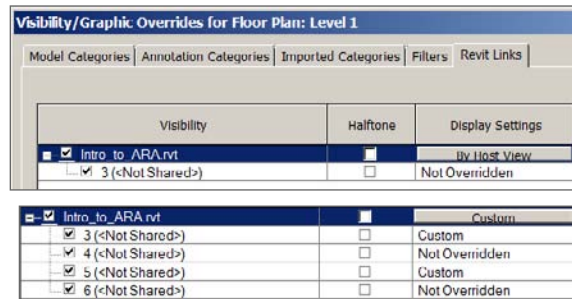 Visibility/Graphic Overrides for Floor Plan: Level 1
Model Categories Annotation Categories Imported Categories Filters Revit Links
Visibility Halftone Display Settings
Intro_to_ARA.rvt By Host View
3 (<Not Shared>) Not Overridden
Intro_to_ARA.rvt Custom
3 (<Not Shared>) Custom
4 (<Not Shared>) Not Overridden
5 (<Not Shared>) Custom
6 (<Not Shared>) Not Overridden